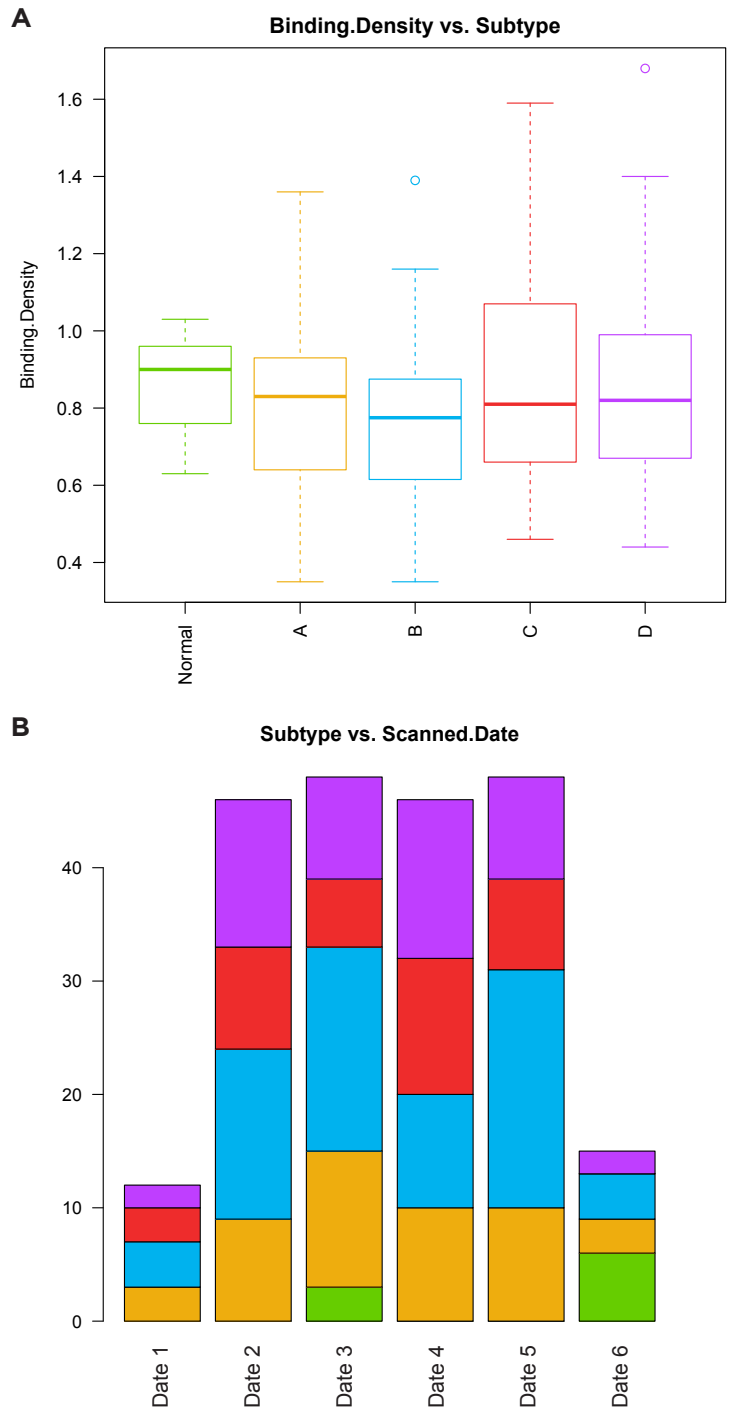 A
Binding.Density vs. Subtype
Binding.Density
1.6
1.4
1.2
1.0
0.8
0.6
0.4
Normal
A
B
C
D
B
Subtype vs. Scanned.Date
40
30
20
10
0
Date 1
Date 2
Date 3
Date 4
Date 5
Date 6